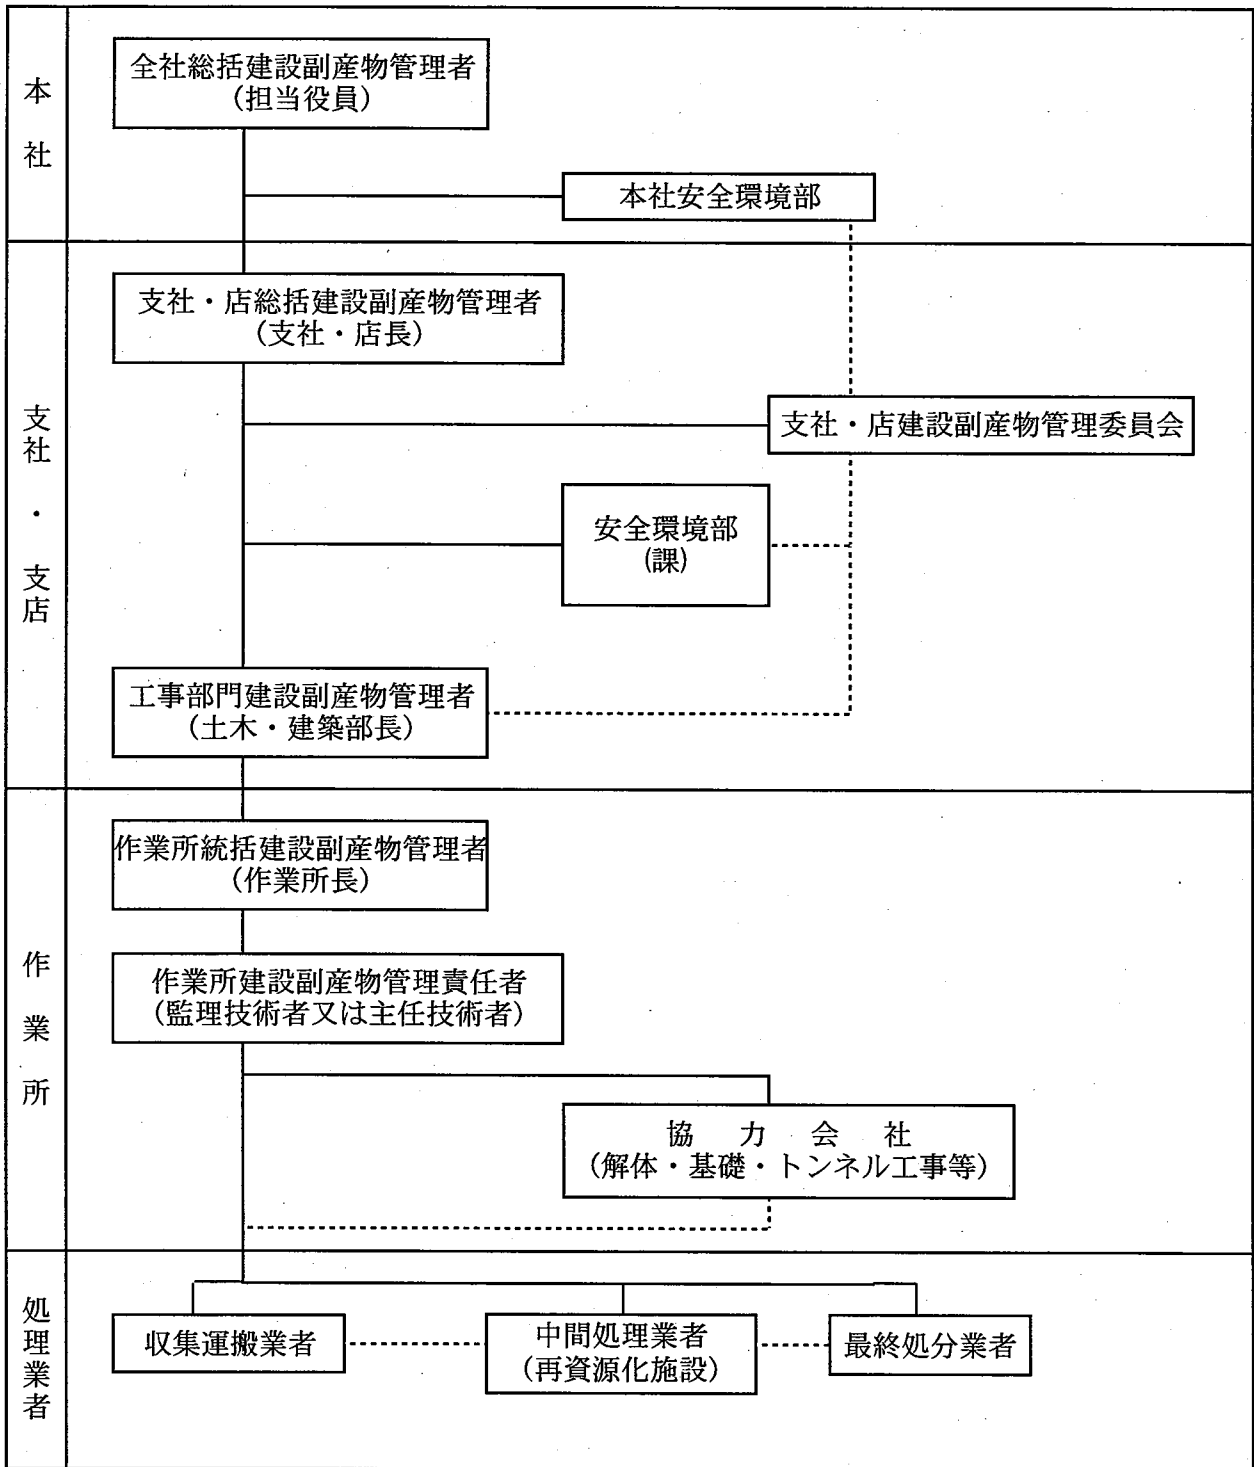 本社
全社総括建設副産物管理者
(担当役員)
本社安全環境部
支社・支店
支社・店総括建設副産物管理者
(支社・店長)
支社・店建設副産物管理委員会
安全環境部
(課)
工事部門建設副産物管理者
(土木・建築部長)
作業所
作業所統括建設副産物管理者
(作業所長)
作業所建設副産物管理責任者
(監理技術者又は主任技術者)
協力会社
(解体・基礎・トンネル工事等)
処理業者
収集運搬業者
中間処理業者
(再資源化施設)
最終処分業者